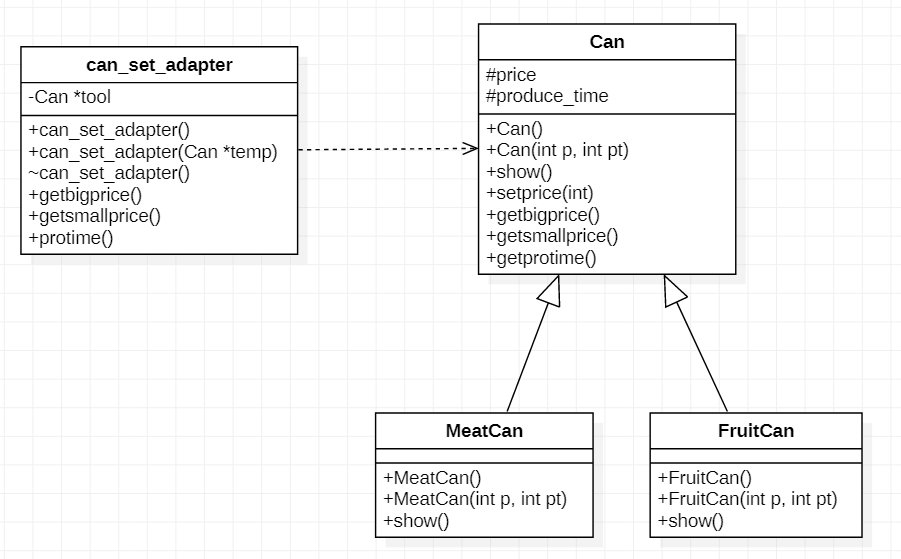 can_set_adapter
-Can *tool
+can_set_adapter()
+can_set_adapter(Can *temp)
~can_set_adapter()
+getbigprice()
+getsmallprice()
+protime()
Can
#price
#produce_time
+Can()
+Can(int p, int pt)
+show()
+setprice(int)
+getbigprice()
+getsmallprice()
+getprotime()
MeatCan
+MeatCan()
+MeatCan(int p, int pt)
+show()
FruitCan
+FruitCan()
+FruitCan(int p, int pt)
+show()